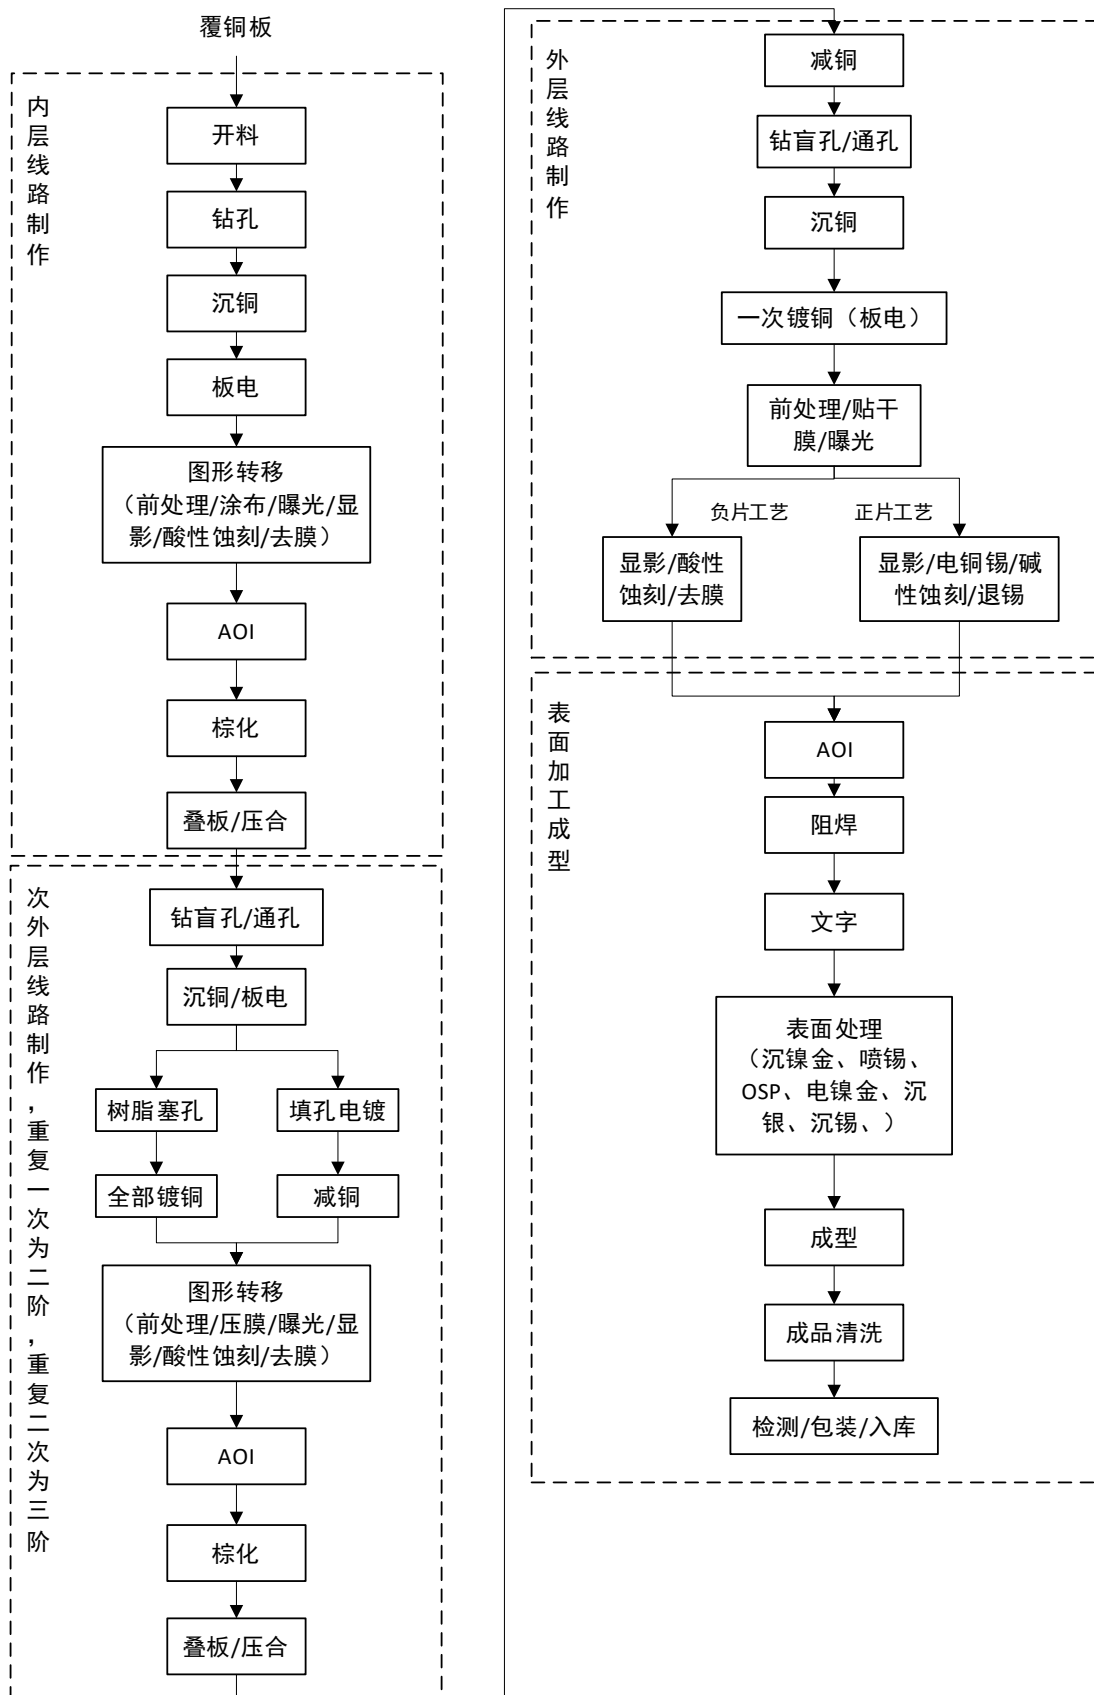 覆铜板
内层线路制作
开料
钻孔
沉铜
板电
图形转移
（前处理/涂布/曝光/显
影/酸性蚀刻/去膜）
AOI
棕化
叠板/压合
次外层线路制作，重复一次为二阶，重复二次为三阶
钻盲孔/通孔
沉铜/板电
树脂塞孔
填孔电镀
全部镀铜
减铜
图形转移
（前处理/压膜/曝光/显
影/酸性蚀刻/去膜）
AOI
棕化
叠板/压合
外层线路制作
减铜
钻盲孔/通孔
沉铜
一次镀铜（板电）
前处理/贴干
膜/曝光
负片工艺
正片工艺
显影/酸性
蚀刻/去膜
显影/电铜锡/碱
性蚀刻/退锡
表面加工成型
AOI
阻焊
文字
表面处理
（沉镍金、喷锡、
OSP、电镍金、沉
银、沉锡、）
成型
成品清洗
检测/包装/入库